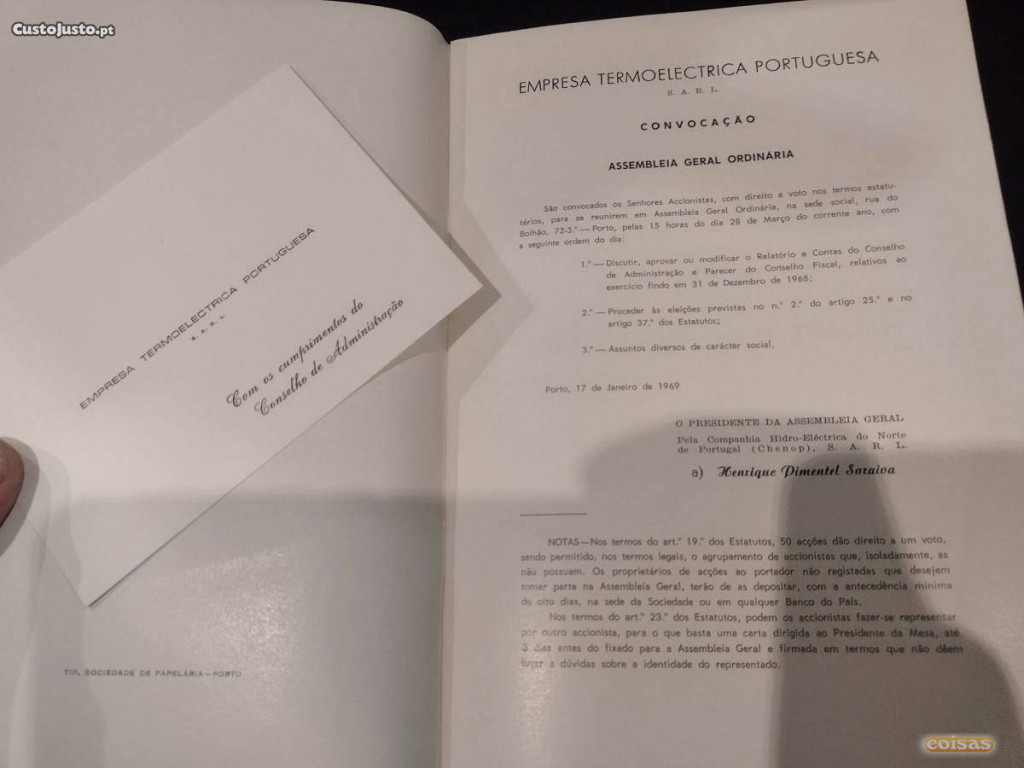 CustoJusto.pt
EMPRESA TERMOELECTRICA PORTUGUESA
S. A. R. L.
Com os cumprimentos do
Conselho de Administração
TIP. SOCIEDADE DE PAPELARIA—PORTO
EMPRESA TERMOELECTRICA PORTUGUESA
S. A. R. L.
CONVOCAÇÃO
ASSEMBLEIA GERAL ORDINÁRIA
São convocados os Senhores Accionistas, com direito a voto nos termos estatu-
tários, para se reunirem em Assembleia Geral Ordinária, na sede social, rua do
Bolhão, 72-3.º — Porto, pelas 15 horas do dia 28 de Março do corrente ano, com
a seguinte ordem do dia:
1.º — Discutir, aprovar ou modificar o Relatório e Contas do Conselho
de Administração e Parecer do Conselho Fiscal, relativos ao
exercício findo em 31 de Dezembro de 1968;
2.º — Proceder às eleições previstas no n.º 2.º do artigo 25.º e no
artigo 37.º dos Estatutos;
3.º — Assuntos diversos de carácter social.
Porto, 17 de Janeiro de 1969
O PRESIDENTE DA ASSEMBLEIA GERAL
Pela Companhia Hidro-Eléctrica do Norte
de Portugal (Chenop), S. A. R. L.
a) Henrique Pimentel Saraiva
NOTAS—Nos termos do art.º 19.º dos Estatutos, 50 acções dão direito a um voto,
sendo permitido, nos termos legais, o agrupamento de accionistas que, isoladamente, as
não possuam. Os proprietários de acções ao portador não registadas que desejem
tomar parte na Assembleia Geral, terão de as depositar, com a antecedência mínima
de oito dias, na sede da Sociedade ou em qualquer Banco do País.
Nos termos do art.º 23.º dos Estatutos, podem os accionistas fazer-se representar
por outro accionista, para o que basta uma carta dirigida ao Presidente da Mesa, até
3 dias antes do fixado para a Assembleia Geral e firmada em termos que não dêem
lugar a dúvidas sobre a identidade do representado.
coisas